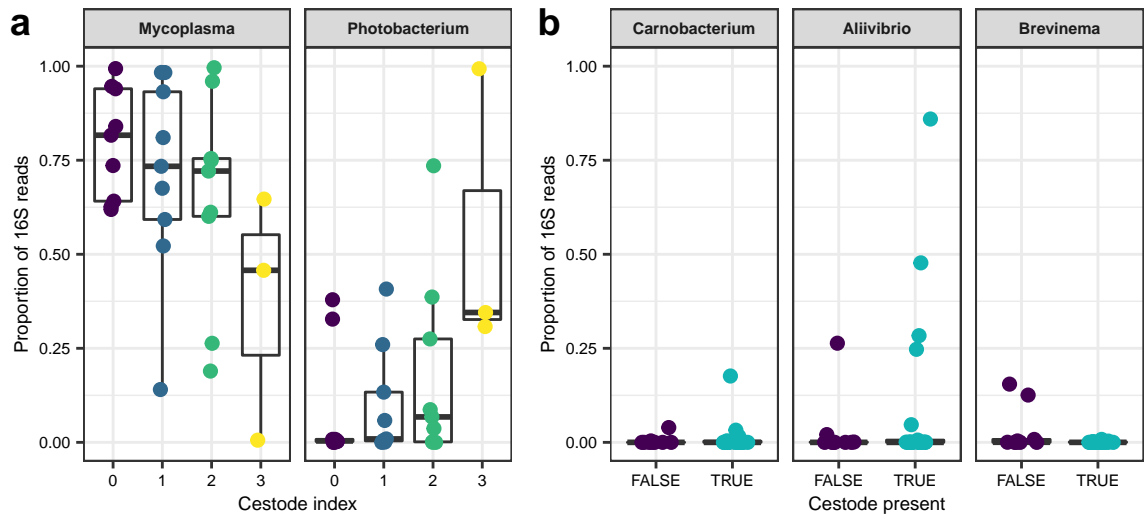 a
Mycoplasma
Photobacterium
Proportion of 16S reads
1.00
0.75
0.50
0.25
0.00
0 1 2 3
0 1 2 3
Cestode index
b
Carnobacterium
Aliivibrio
Brevinema
Proportion of 16S reads
1.00
0.75
0.50
0.25
0.00
FALSE TRUE
FALSE TRUE
FALSE TRUE
Cestode present